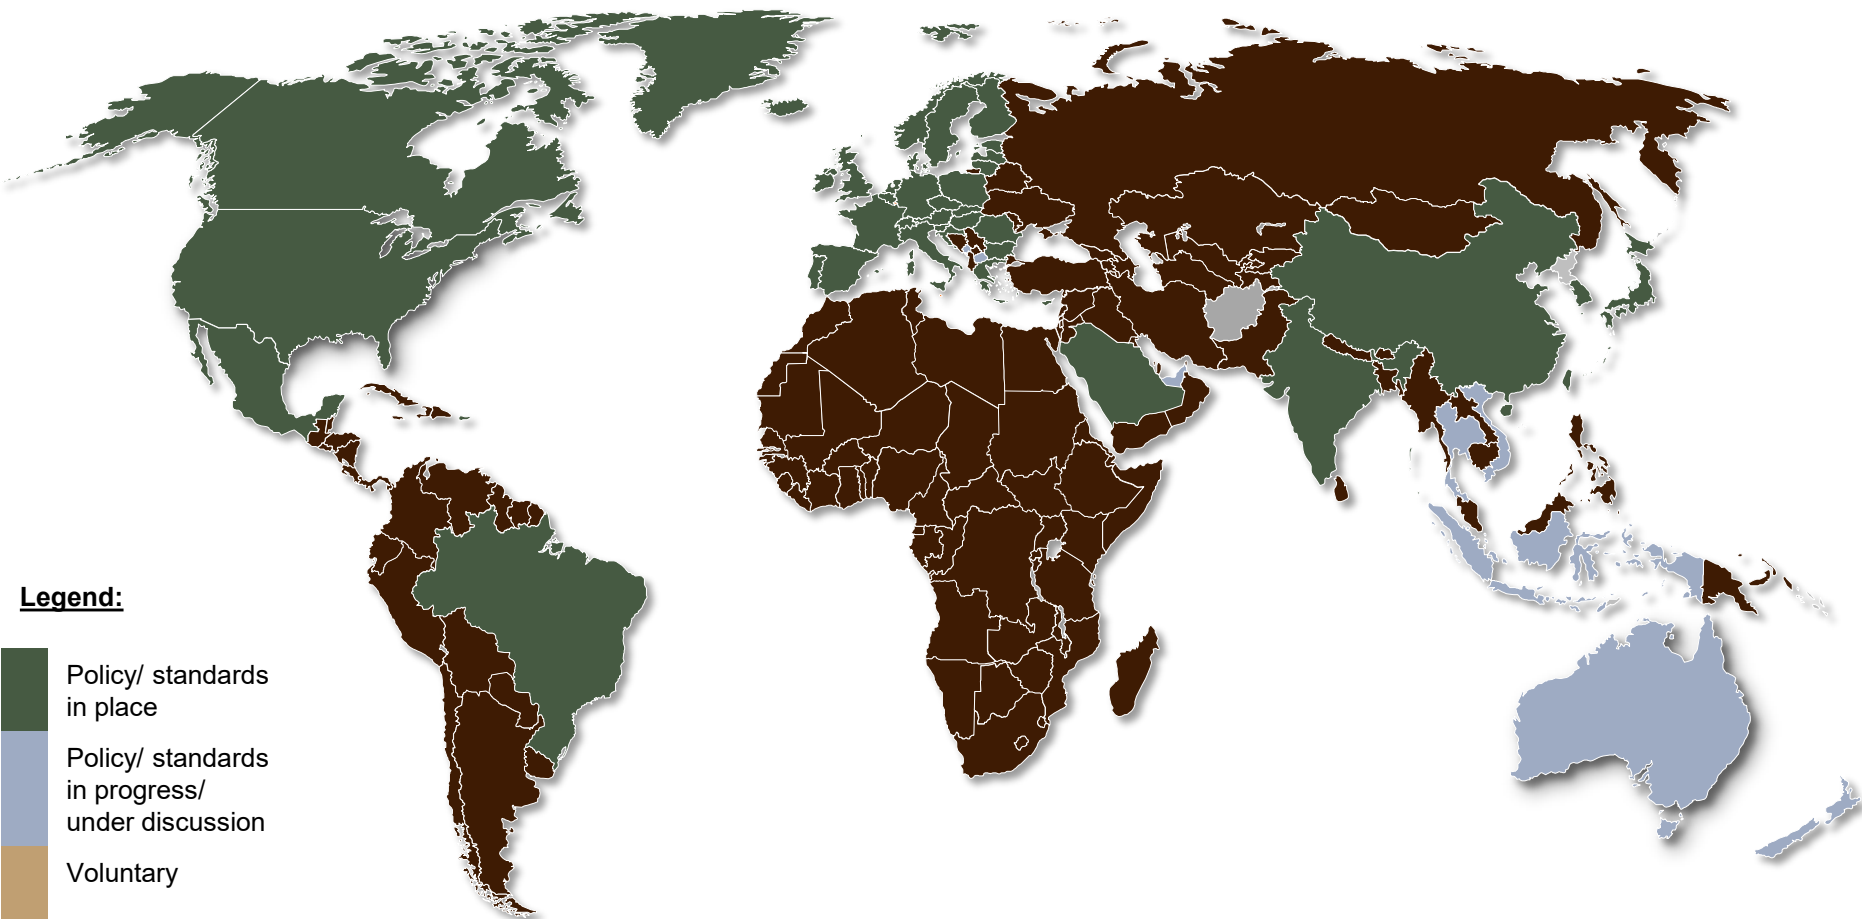 Legend:
Policy/ standards
in place
Policy/ standards
in progress/
under discussion
Voluntary